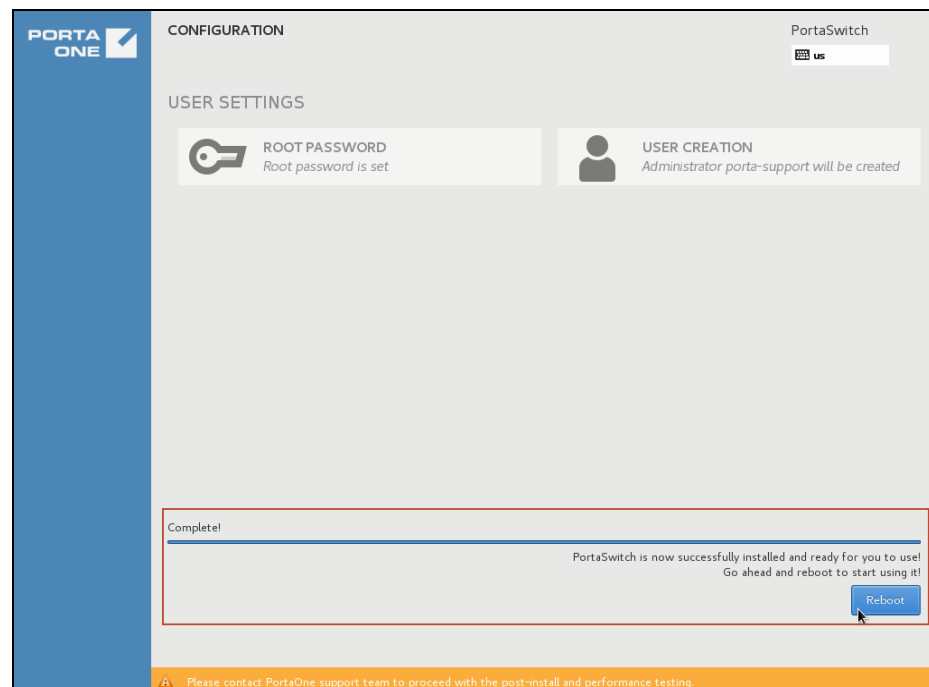 PORTA ONE
CONFIGURATION
PortaSwitch
us
USER SETTINGS
ROOT PASSWORD
Root password is set
USER CREATION
Administrator porta-support will be created
Complete!
PortaSwitch is now successfully installed and ready for you to use!
Go ahead and reboot to start using it!
Reboot
Please contact PortaOne support team to proceed with the post-install and performance testing.